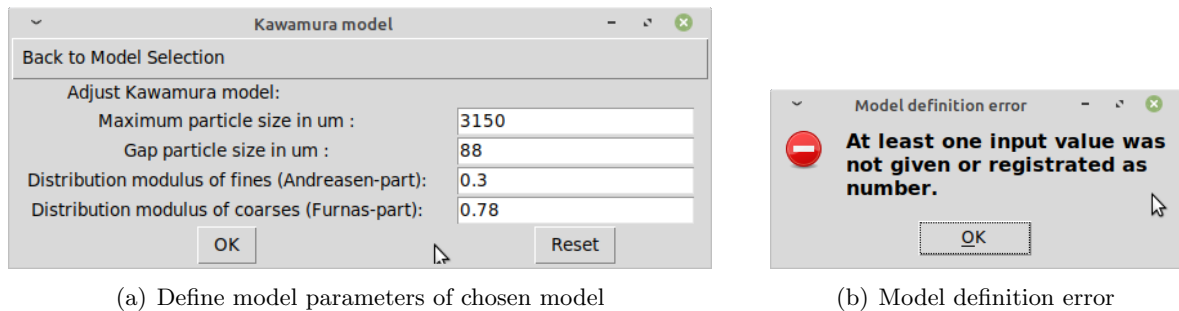 Kawamura model
Back to Model Selection
Adjust Kawamura model:
Maximum particle size in um : 3150
Gap particle size in um : 88
Distribution modulus of fines (Andreasen-part): 0.3
Distribution modulus of coarses (Furnas-part): 0.78
OK Reset
(a) Define model parameters of chosen model
Model definition error
At least one input value was
not given or registrated as
number.
OK
(b) Model definition error